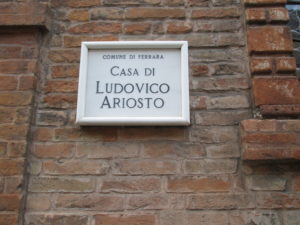 COMUNE DI FERRARA
CASA DI
LUDOVICO
ARIOSTO